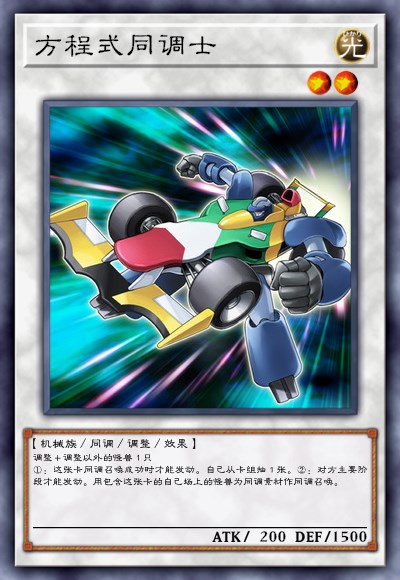 方程式同调士
光
【机械族／同调／调整／效果】
调整＋调整以外的怪兽1只
①：这张卡同调召唤成功时才能发动。自己从卡组抽1张。②：对方主要阶
段才能发动。用包含这张卡的自己场上的怪兽为同调素材作同调召唤。
ATK/ 200 DEF/1500